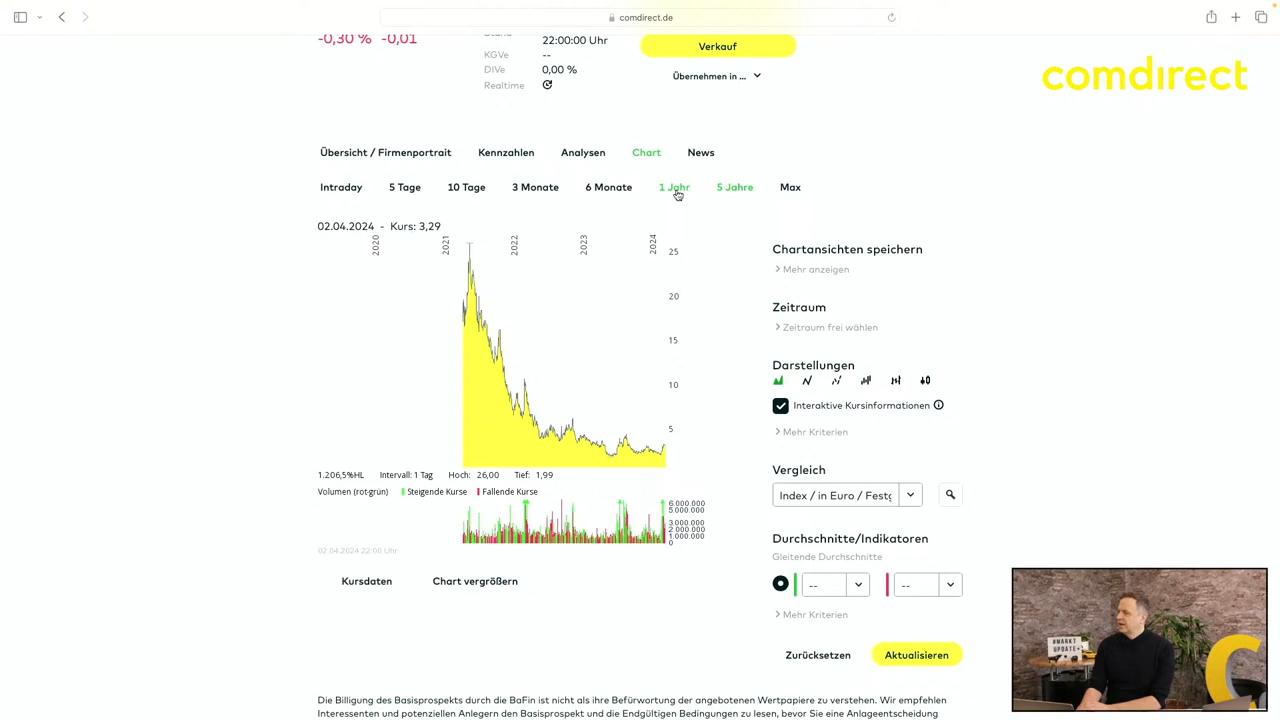 comdirect.de
-0,30 % -0,01
22:00:00 Uhr
KGVe --
DIVe 0,00 %
Realtime
Verkauf
Übernehmen in ...
comdirect
Übersicht / Firmenportrait Kennzahlen Analysen Chart News
Intraday 5 Tage 10 Tage 3 Monate 6 Monate 1 Jahr 5 Jahre Max
02.04.2024 - Kurs: 3,29
2020 2021 2022 2023 2024
25
20
15
10
5
1.206,5%HL Intervall: 1 Tag Hoch: 26,00 Tief: 1,99
Volumen (rot-grün) Steigende Kurse Fallende Kurse
6.000.000
3.000.000
2.000.000
1.000.000
0
02.04.2024 22:00 Uhr
Kursdaten Chart vergrößern
Chartansichten speichern
Mehr anzeigen
Zeitraum
Zeitraum frei wählen
Darstellungen
Interaktive Kursinformationen
Mehr Kriterien
Vergleich
Index / in Euro / Festg
Durchschnitte/Indikatoren
Gleitende Durchschnitte
-- --
Mehr Kriterien
Zurücksetzen Aktualisieren
#MARKT
UPDATE
Die Billigung des Basisprospekts durch die BaFin ist nicht als ihre Befürwortung der angebotenen Wertpapiere zu verstehen. Wir empfehlen
Interessenten und potenziellen Anlegern den Basisprospekt und die Endgültigen Bedingungen zu lesen, bevor Sie eine Anlageentscheidung